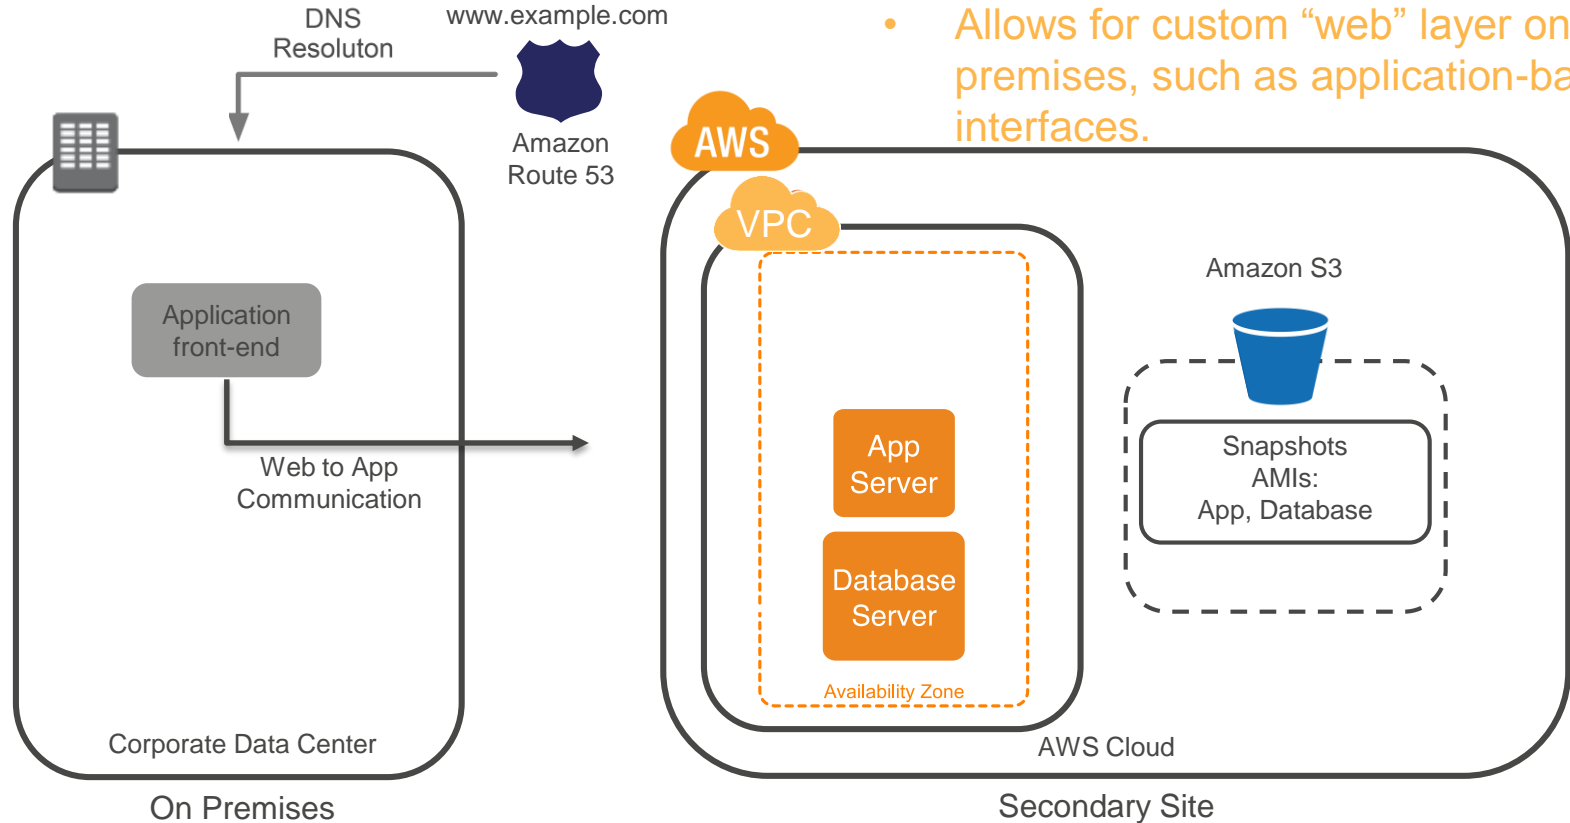 DNS
Resoluton
www.example.com
Amazon
Route 53
• Allows for custom “web” layer on
premises, such as application-ba
interfaces.
AWS
VPC
Application
front-end
Web to App
Communication
Corporate Data Center
On Premises
App
Server
Database
Server
Availability Zone
Amazon S3
Snapshots
AMIs:
App, Database
AWS Cloud
Secondary Site